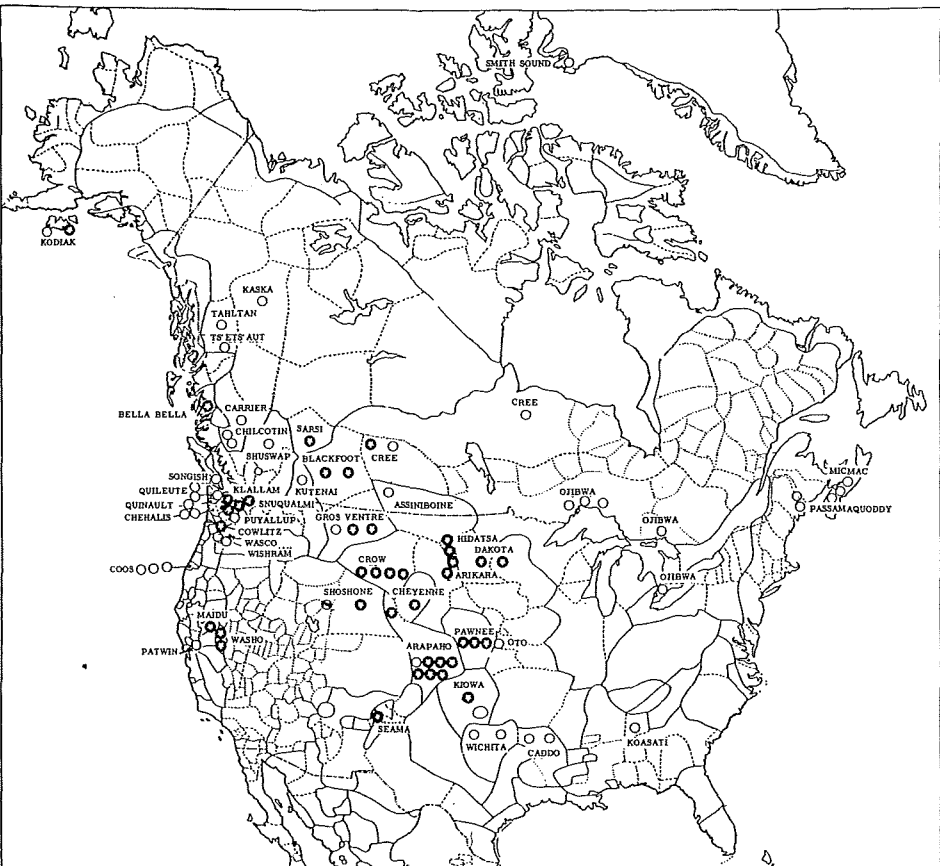 SMITH SOUND
KODIAK
KASKA
TAHLTAN
TS'ETS'AUT
BELLA BELLA
CARRIER
CREE
CHILCOTIN
SARSI
SHUSWAP
BLACKFOOT
CREE
SONGISH
KUTENAI
MICMAC
QUILEUTE
KLALLAM
ASSINIBOINE
OJIBWA
QUINAULT
SNUQUALMI
PASSAMAQUODDY
CHEHALIS
PUYALLUP
GROS VENTRE
OJIBWA
COWLITZ
WASCO
HIDATSA
WISHRAM
CROW
DAKOTA
COOS
ARIKARA
OJIBWA
SHOSHONE
CHEYENNE
MAIDU
WASHO
PAWNEE
OTO
PATWIN
ARAPAHO
KIOWA
SEAMA
WICHITA
CADDO
KOASATI